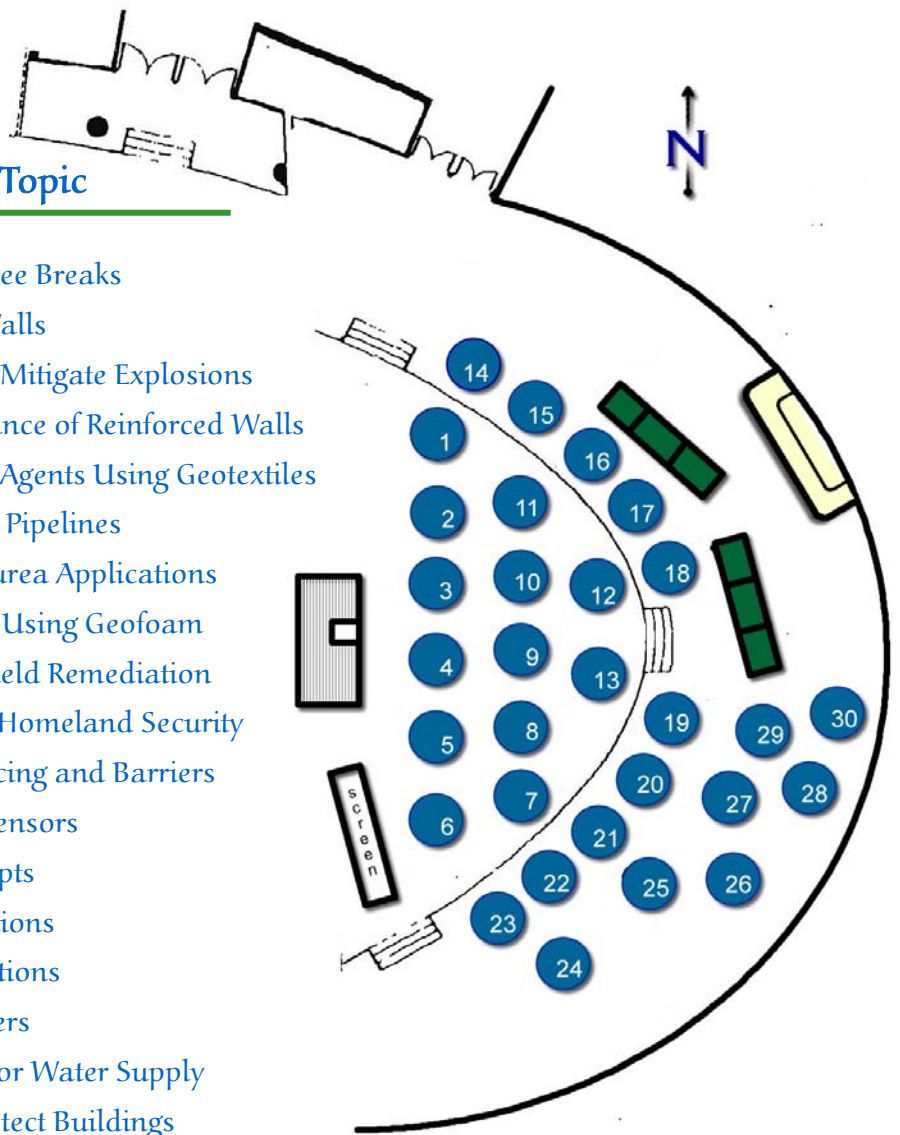 Topic
ee Breaks
alls
Mitigate Explosions
nce of Reinforced Walls
Agents Using Geotextiles
Pipelines
urea Applications
Using Geofoam
eld Remediation
Homeland Security
cing and Barriers
ensors
pts
ions
tions
ers
or Water Supply
tect Buildings
N
14
15
1
16
11
2
17
18
10
3
12
9
4
13
screen
8
5
19
30
29
20
7
28
27
6
21
22
25
26
23
24